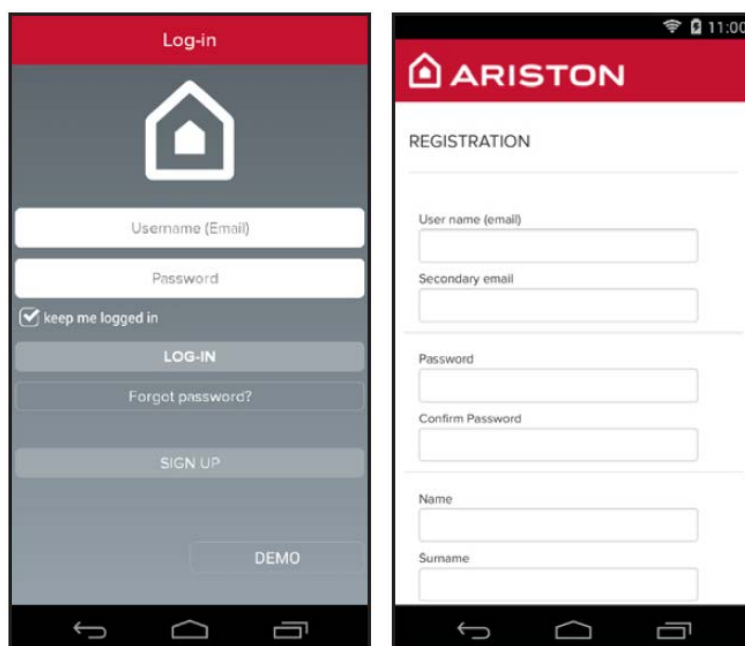 Log-in
Username (Email)
Password
keep me logged in
LOG-IN
Forgot password?
SIGN UP
DEMO
11:00
ARISTON
REGISTRATION
User name (email)
Secondary email
Password
Confirm Password
Name
Surname